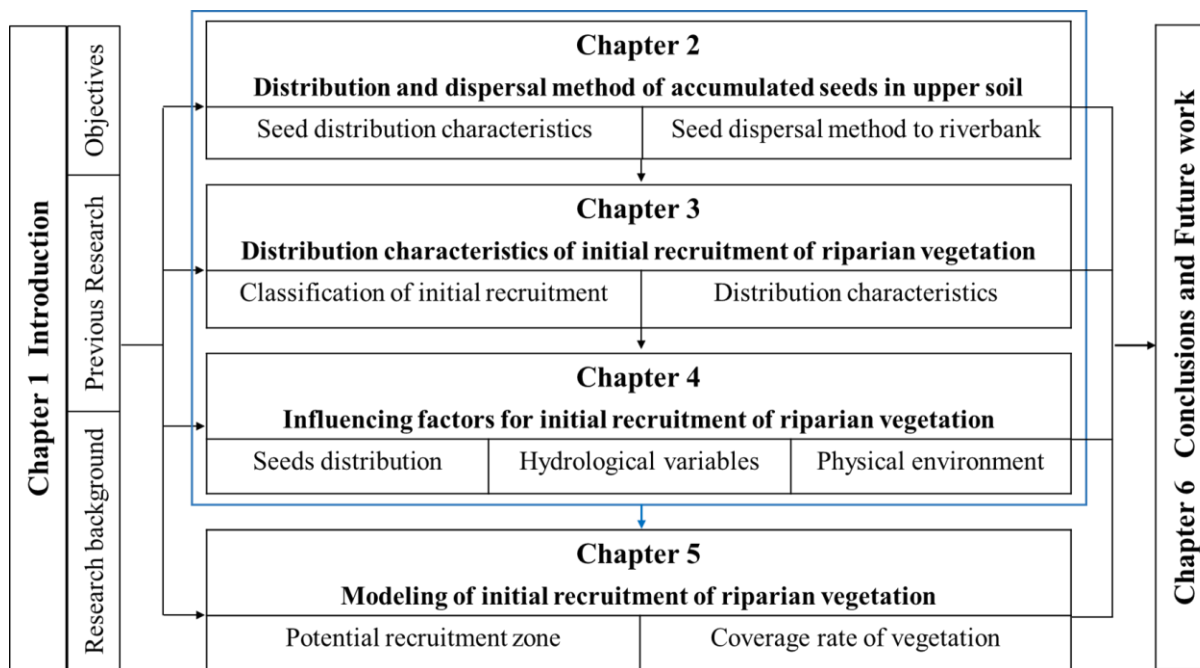 Chapter 1 Introduction
Objectives
Previous Research
Research background
Chapter 2
Distribution and dispersal method of accumulated seeds in upper soil
Seed distribution characteristics
Seed dispersal method to riverbank
Chapter 3
Distribution characteristics of initial recruitment of riparian vegetation
Classification of initial recruitment
Distribution characteristics
Chapter 4
Influencing factors for initial recruitment of riparian vegetation
Seeds distribution
Hydrological variables
Physical environment
Chapter 5
Modeling of initial recruitment of riparian vegetation
Potential recruitment zone
Coverage rate of vegetation
Chapter 6 Conclusions and Future work